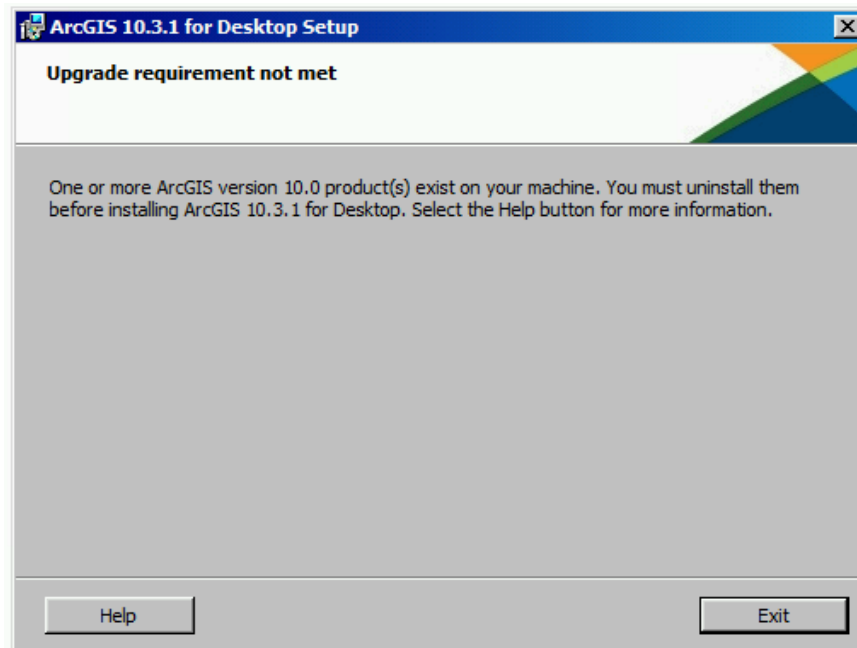 ArcGIS 10.3.1 for Desktop Setup
Upgrade requirement not met
One or more ArcGIS version 10.0 product(s) exist on your machine. You must uninstall them
before installing ArcGIS 10.3.1 for Desktop. Select the Help button for more information.
Help
Exit